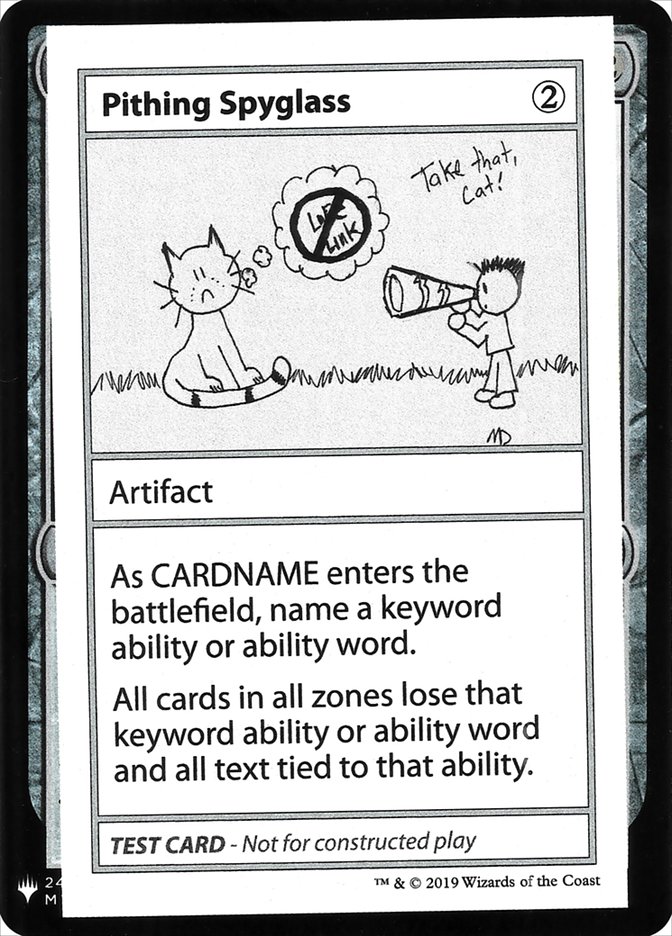 Pithing Spyglass
②
Take that,
Cat!
LIFE
LINK
MD
Artifact
As CARDNAME enters the
battlefield, name a keyword
ability or ability word.
All cards in all zones lose that
keyword ability or ability word
and all text tied to that ability.
TEST CARD - Not for constructed play
™ & © 2019 Wizards of the Coast
24
M